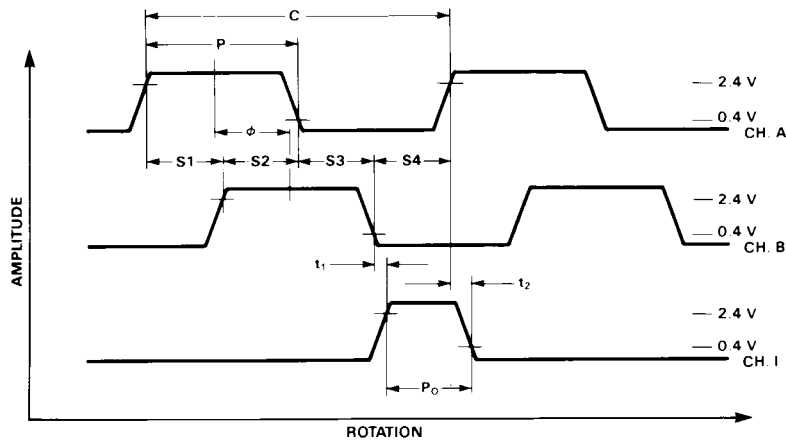 C
P
2.4 V
0.4 V
CH. A
ϕ
S1 S2 S3 S4
2.4 V
0.4 V
CH. B
t₁
t₂
2.4 V
0.4 V
CH. I
P₀
AMPLITUDE
ROTATION